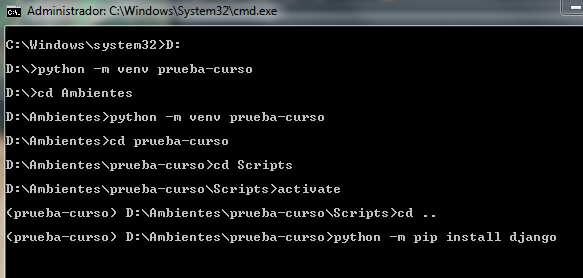 Administrador: C:\Windows\System32\cmd.exe
C:\Windows\system32>D:
D:\>python -m venv prueba-curso
D:\>cd Ambientes
D:\Ambientes>python -m venv prueba-curso
D:\Ambientes>cd prueba-curso
D:\Ambientes\prueba-curso>cd Scripts
D:\Ambientes\prueba-curso\Scripts>activate
(prueba-curso) D:\Ambientes\prueba-curso\Scripts>cd ..
(prueba-curso) D:\Ambientes\prueba-curso>python -m pip install django